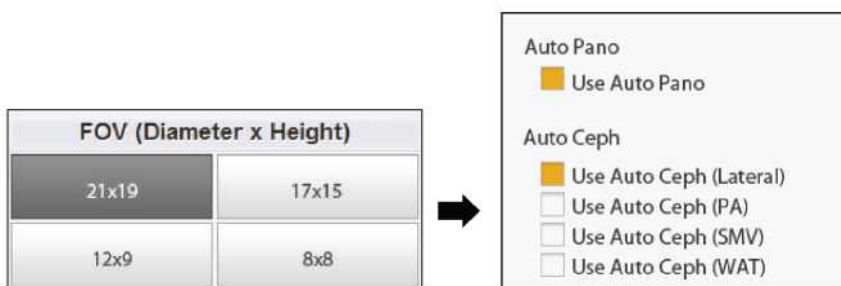 FOV (Diameter x Height)
21x19 17x15
12x9 8x8
Auto Pano
Use Auto Pano
Auto Ceph
Use Auto Ceph (Lateral)
Use Auto Ceph (PA)
Use Auto Ceph (SMV)
Use Auto Ceph (WAT)